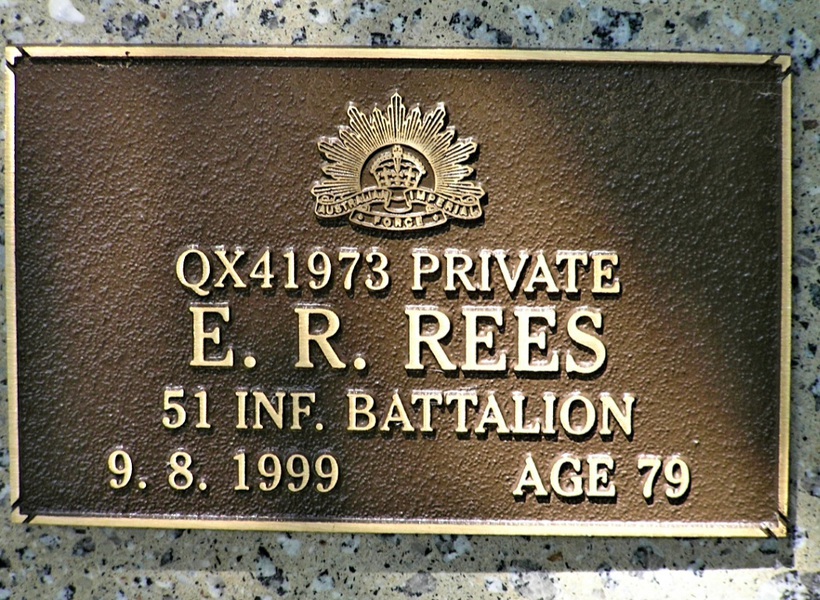 AUSTRALIAN IMPERIAL
FORCE
QX41973 PRIVATE
E. R. REES
51 INF. BATTALION
9. 8. 1999 AGE 79